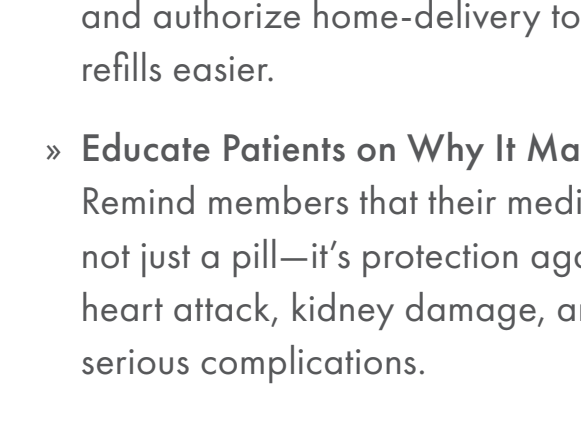 and authorize home-delivery to
refills easier.
» Educate Patients on Why It
Remind members that their
not just a pill—it’s protection
heart attack, kidney damage,
serious complications.